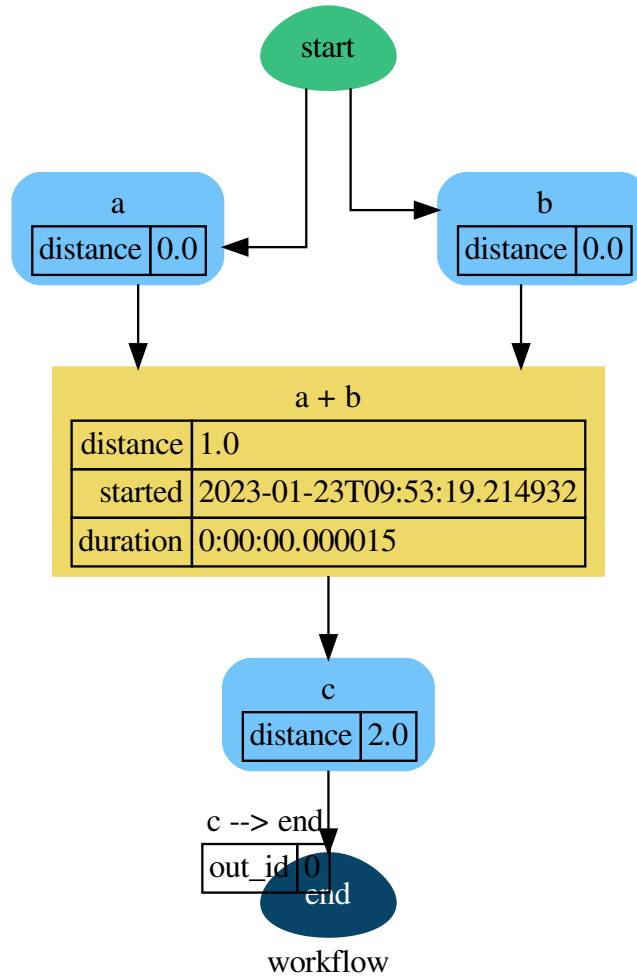 start
a
distance 0.0
b
distance 0.0
a + b
distance 1.0
started 2023-01-23T09:53:19.214932
duration 0:00:00.000015
c
distance 2.0
c --> end
out_id 0
end
workflow